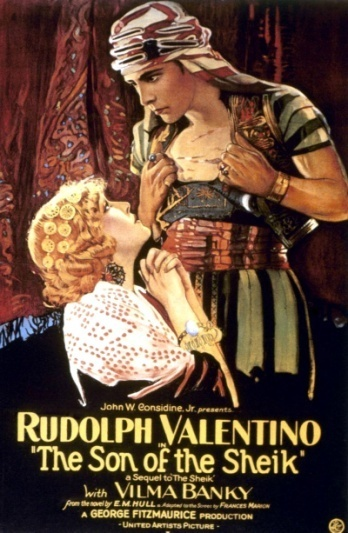 John W. Considine, Jr. presents
RUDOLPH VALENTINO
IN
"The Son of the Sheik"
a Sequel to "The Sheik"
with VILMA BANKY
from the novel by E.M. HULL Adapted to the Screen by FRANCES MARION
A GEORGE FITZMAURICE PRODUCTION
- UNITED ARTISTS PICTURE -